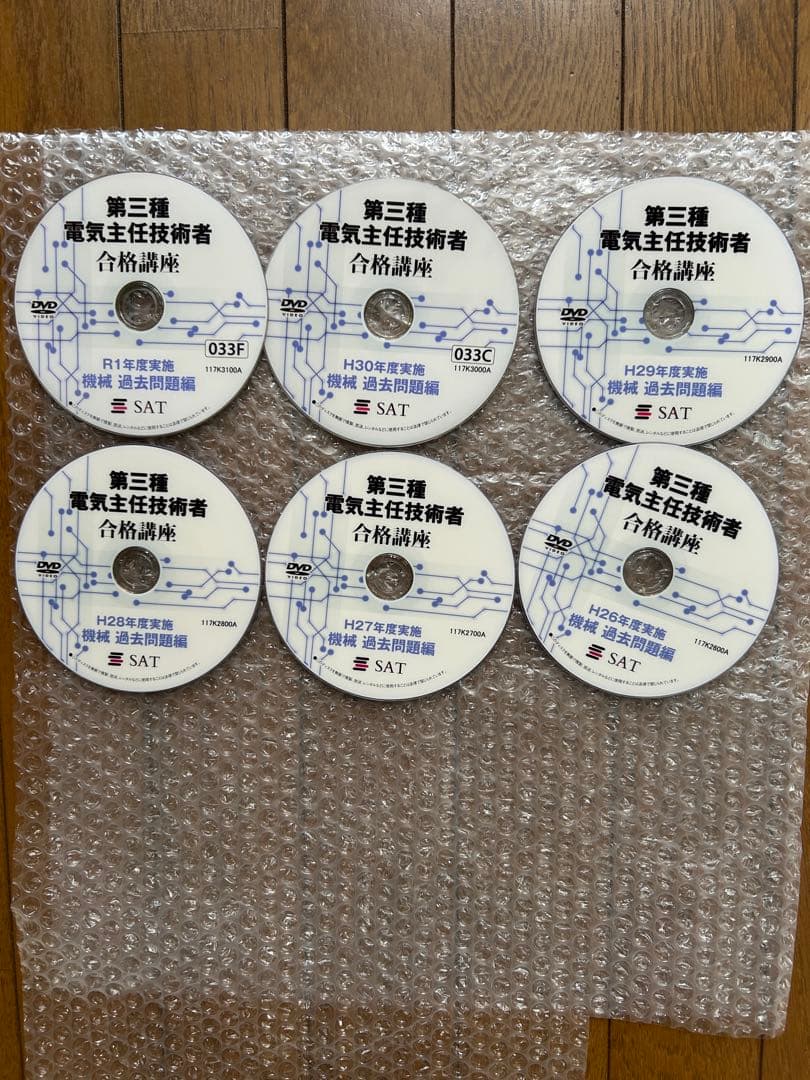 第三種
電気主任技術者
合格講座
DVD
VIDEO
033F
R1年度実施
117K3100A
機械 過去問題編
SAT
第三種
電気主任技術者
合格講座
DVD
VIDEO
033C
H30年度実施
117K3000A
機械 過去問題編
SAT
第三種
電気主任技術者
合格講座
DVD
VIDEO
117K2900A
H29年度実施
機械 過去問題編
SAT
第三種
電気主任技術者
合格講座
DVD
VIDEO
H28年度実施
117K2800A
機械 過去問題編
SAT
第三種
電気主任技術者
合格講座
DVD
VIDEO
H27年度実施
117K2700A
機械 過去問題編
SAT
第三種
電気主任技術者
合格講座
DVD
VIDEO
H26年度実施
117K2600A
機械 過去問題編
SAT